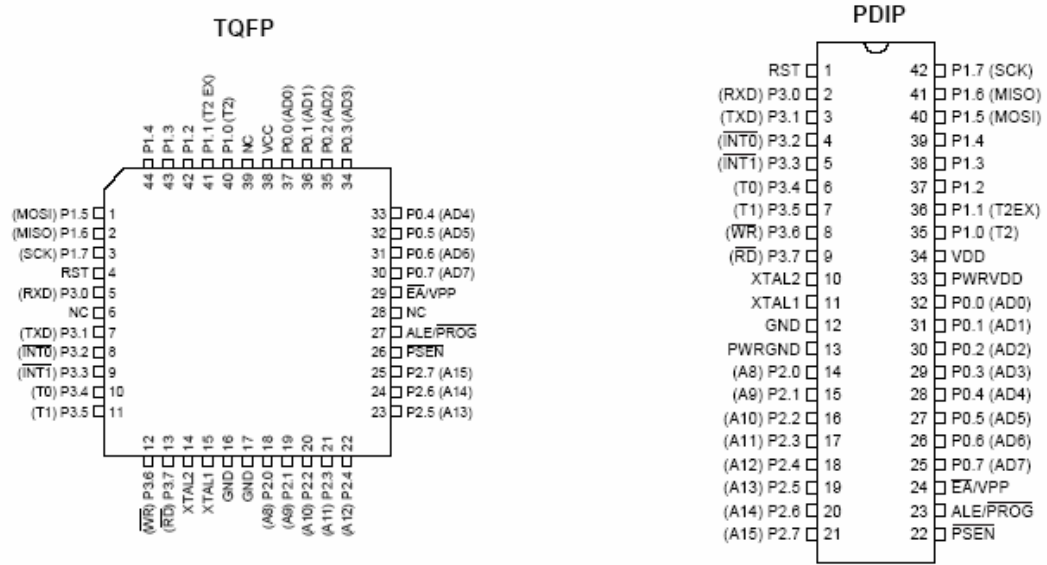 TQFP
P1.4
P1.3
P1.2
P1.1 (T2 EX)
P1.0 (T2)
NC
VCC
P0.0 (AD0)
P0.1 (AD1)
P0.2 (AD2)
P0.3 (AD3)
44 43 42 41 40 39 38 37 36 35 34
(MOSI) P1.5 1
(MISO) P1.6 2
(SCK) P1.7 3
RST 4
(RXD) P3.0 5
NC 6
(TXD) P3.1 7
(INT0) P3.2 8
(INT1) P3.3 9
(T0) P3.4 10
(T1) P3.5 11
33 P0.4 (AD4)
32 P0.5 (AD5)
31 P0.6 (AD6)
30 P0.7 (AD7)
29 EA/VPP
28 NC
27 ALE/PROG
26 PSEN
25 P2.7 (A15)
24 P2.6 (A14)
23 P2.5 (A13)
12 13 14 15 16 17 18 19 20 21 22
(WR) P3.6
(RD) P3.7
XTAL2
XTAL1
GND
GND
(A8) P2.0
(A9) P2.1
(A10) P2.2
(A11) P2.3
(A12) P2.4
PDIP
RST 1 42 P1.7 (SCK)
(RXD) P3.0 2 41 P1.6 (MISO)
(TXD) P3.1 3 40 P1.5 (MOSI)
(INT0) P3.2 4 39 P1.4
(INT1) P3.3 5 38 P1.3
(T0) P3.4 6 37 P1.2
(T1) P3.5 7 36 P1.1 (T2EX)
(WR) P3.6 8 35 P1.0 (T2)
(RD) P3.7 9 34 VDD
XTAL2 10 33 PWRVDD
XTAL1 11 32 P0.0 (AD0)
GND 12 31 P0.1 (AD1)
PWRGND 13 30 P0.2 (AD2)
(A8) P2.0 14 29 P0.3 (AD3)
(A9) P2.1 15 28 P0.4 (AD4)
(A10) P2.2 16 27 P0.5 (AD5)
(A11) P2.3 17 26 P0.6 (AD6)
(A12) P2.4 18 25 P0.7 (AD7)
(A13) P2.5 19 24 EA/VPP
(A14) P2.6 20 23 ALE/PROG
(A15) P2.7 21 22 PSEN